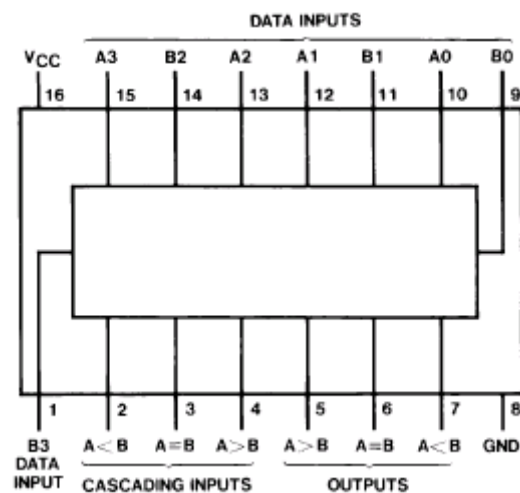 DATA INPUTS
VCC A3 B2 A2 A1 B1 A0 B0
16 15 14 13 12 11 10 9
1 2 3 4 5 6 7 8
B3 A<B A=B A>B A>B A=B A<B GND
DATA
INPUT CASCADING INPUTS OUTPUTS